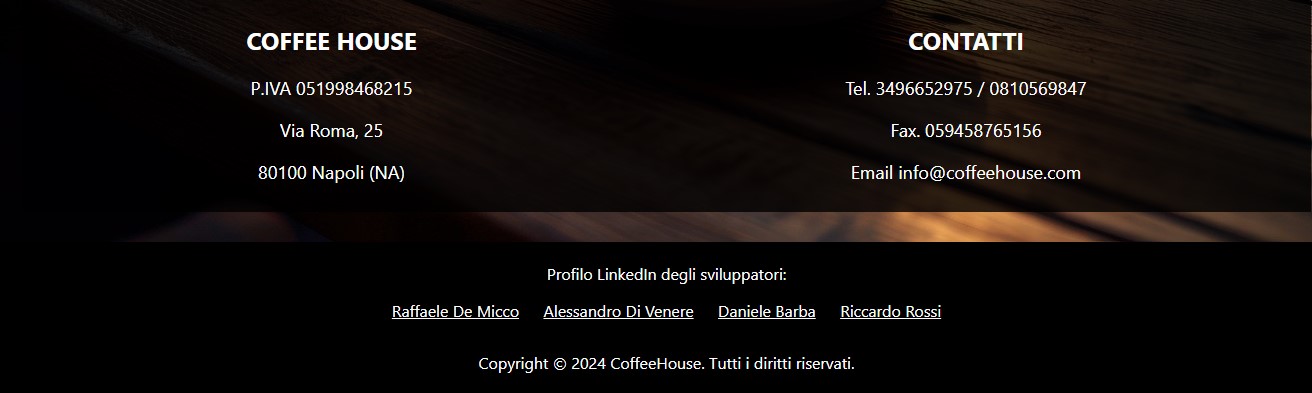 COFFEE HOUSE
P.IVA 051998468215
Via Roma, 25
80100 Napoli (NA)
CONTATTI
Tel. 3496652975 / 0810569847
Fax. 059458765156
Email info@coffeehouse.com
Profilo LinkedIn degli sviluppatori:
Raffaele De Micco Alessandro Di Venere Daniele Barba Riccardo Rossi
Copyright © 2024 CoffeeHouse. Tutti i diritti riservati.